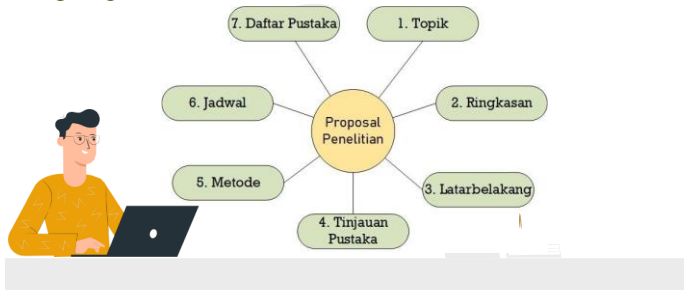 Proposal
Penelitian
1. Topik
2. Ringkasan
3. Latarbelakang
4. Tinjauan
Pustaka
5. Metode
6. Jadwal
7. Daftar Pustaka